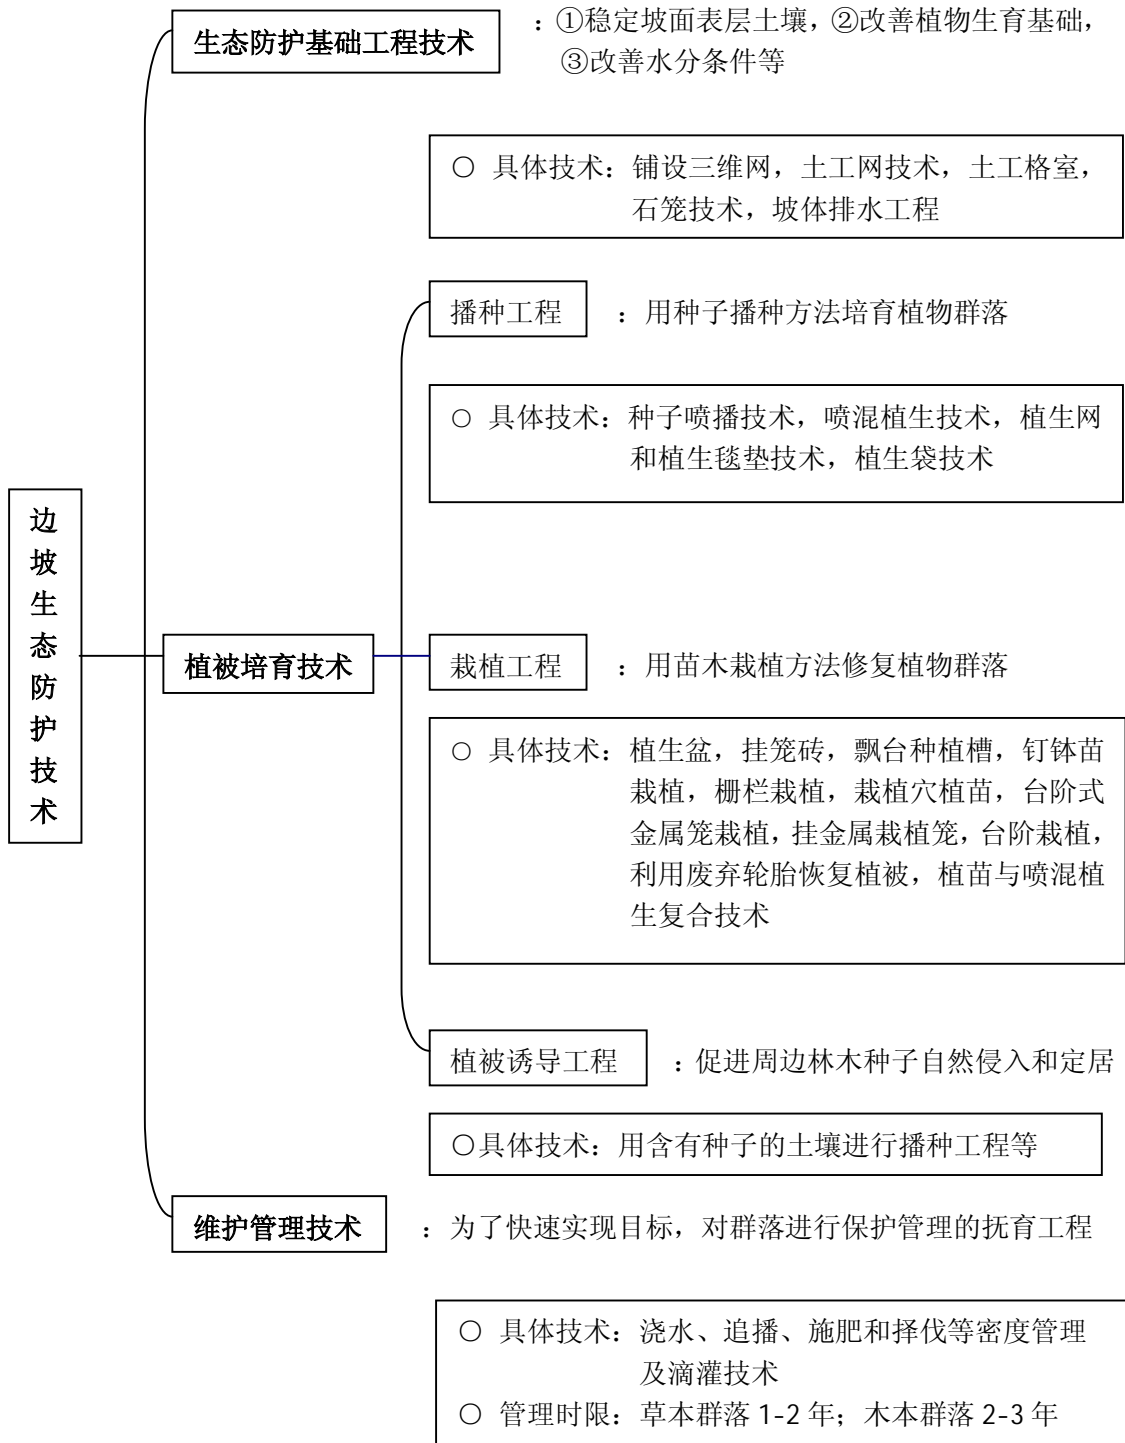 生态防护基础工程技术 ：①稳定坡面表层土壤，②改善植物生育基础，
③改善水分条件等
○ 具体技术：铺设三维网，土工网技术，土工格室，
石笼技术，坡体排水工程
播种工程 ：用种子播种方法培育植物群落
○ 具体技术：种子喷播技术，喷混植生技术，植生网
和植生毯垫技术，植生袋技术
边坡生态防护技术
植被培育技术 栽植工程 ：用苗木栽植方法修复植物群落
○ 具体技术：植生盆，挂笼砖，飘台种植槽，钉钵苗
栽植，栅栏栽植，栽植穴植苗，台阶式
金属笼栽植，挂金属栽植笼，台阶栽植，
利用废弃轮胎恢复植被，植苗与喷混植
生复合技术
植被诱导工程 ：促进周边林木种子自然侵入和定居
○具体技术：用含有种子的土壤进行播种工程等
维护管理技术 ：为了快速实现目标，对群落进行保护管理的抚育工程
○ 具体技术：浇水、追播、施肥和择伐等密度管理
及滴灌技术
○ 管理时限：草本群落 1-2 年；木本群落 2-3 年